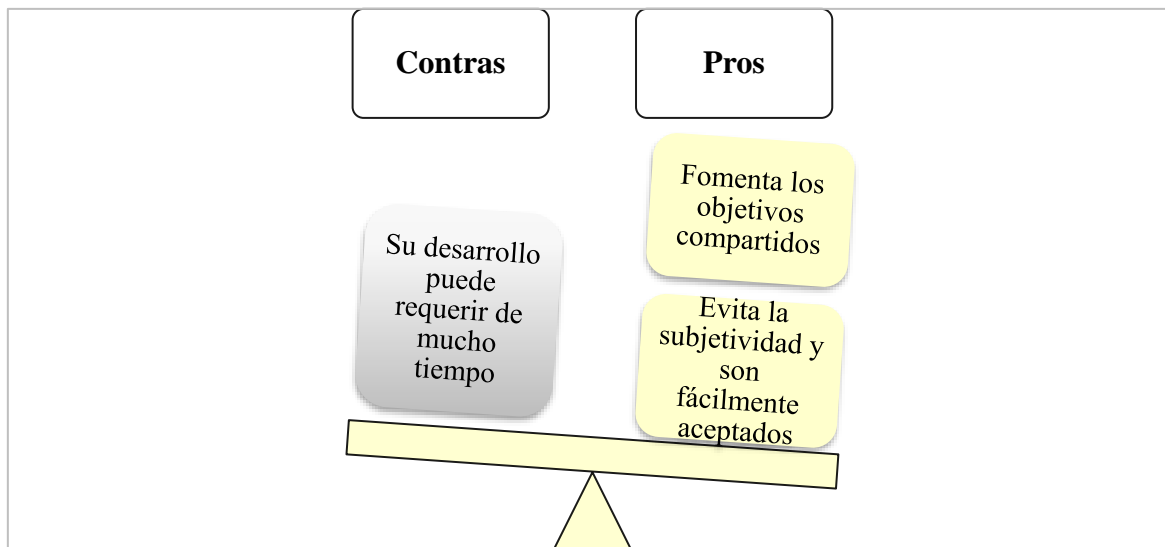 Contras
Pros
Su desarrollo
puede
requerir de
mucho
tiempo
Fomenta los
objetivos
compartidos
Evita la
subjetividad y
son
fácilmente
aceptados